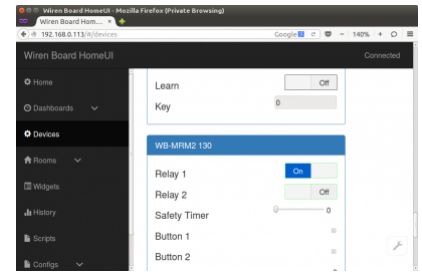 Wiren Board HomeUI - Mozilla Firefox (Private Browsing)
Wiren Board Hom... ×
192.168.0.113/#/devices Google 140%
Wiren Board HomeUI Connected
Home
Dashboards
Devices
Rooms
Widgets
History
Scripts
Configs
Learn Off
Key 0
WB-MRM2 130
Relay 1 On
Relay 2 Off
Safety Timer 0
Button 1
Button 2